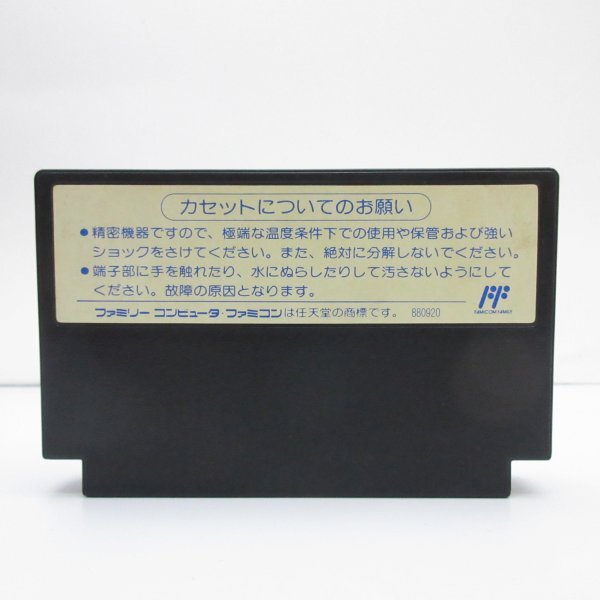 カセットについてのお願い
●精密機器ですので、極端な温度条件下での使用や保管および強い
ショックをさけてください。また、絶対に分解しないでください。
●端子部に手を触れたり、水にぬらしたりして汚さないようにして
ください。故障の原因となります。
FAMICOM FAMILY
ファミリー コンピュータ・ファミコンは任天堂の商標です。 880920